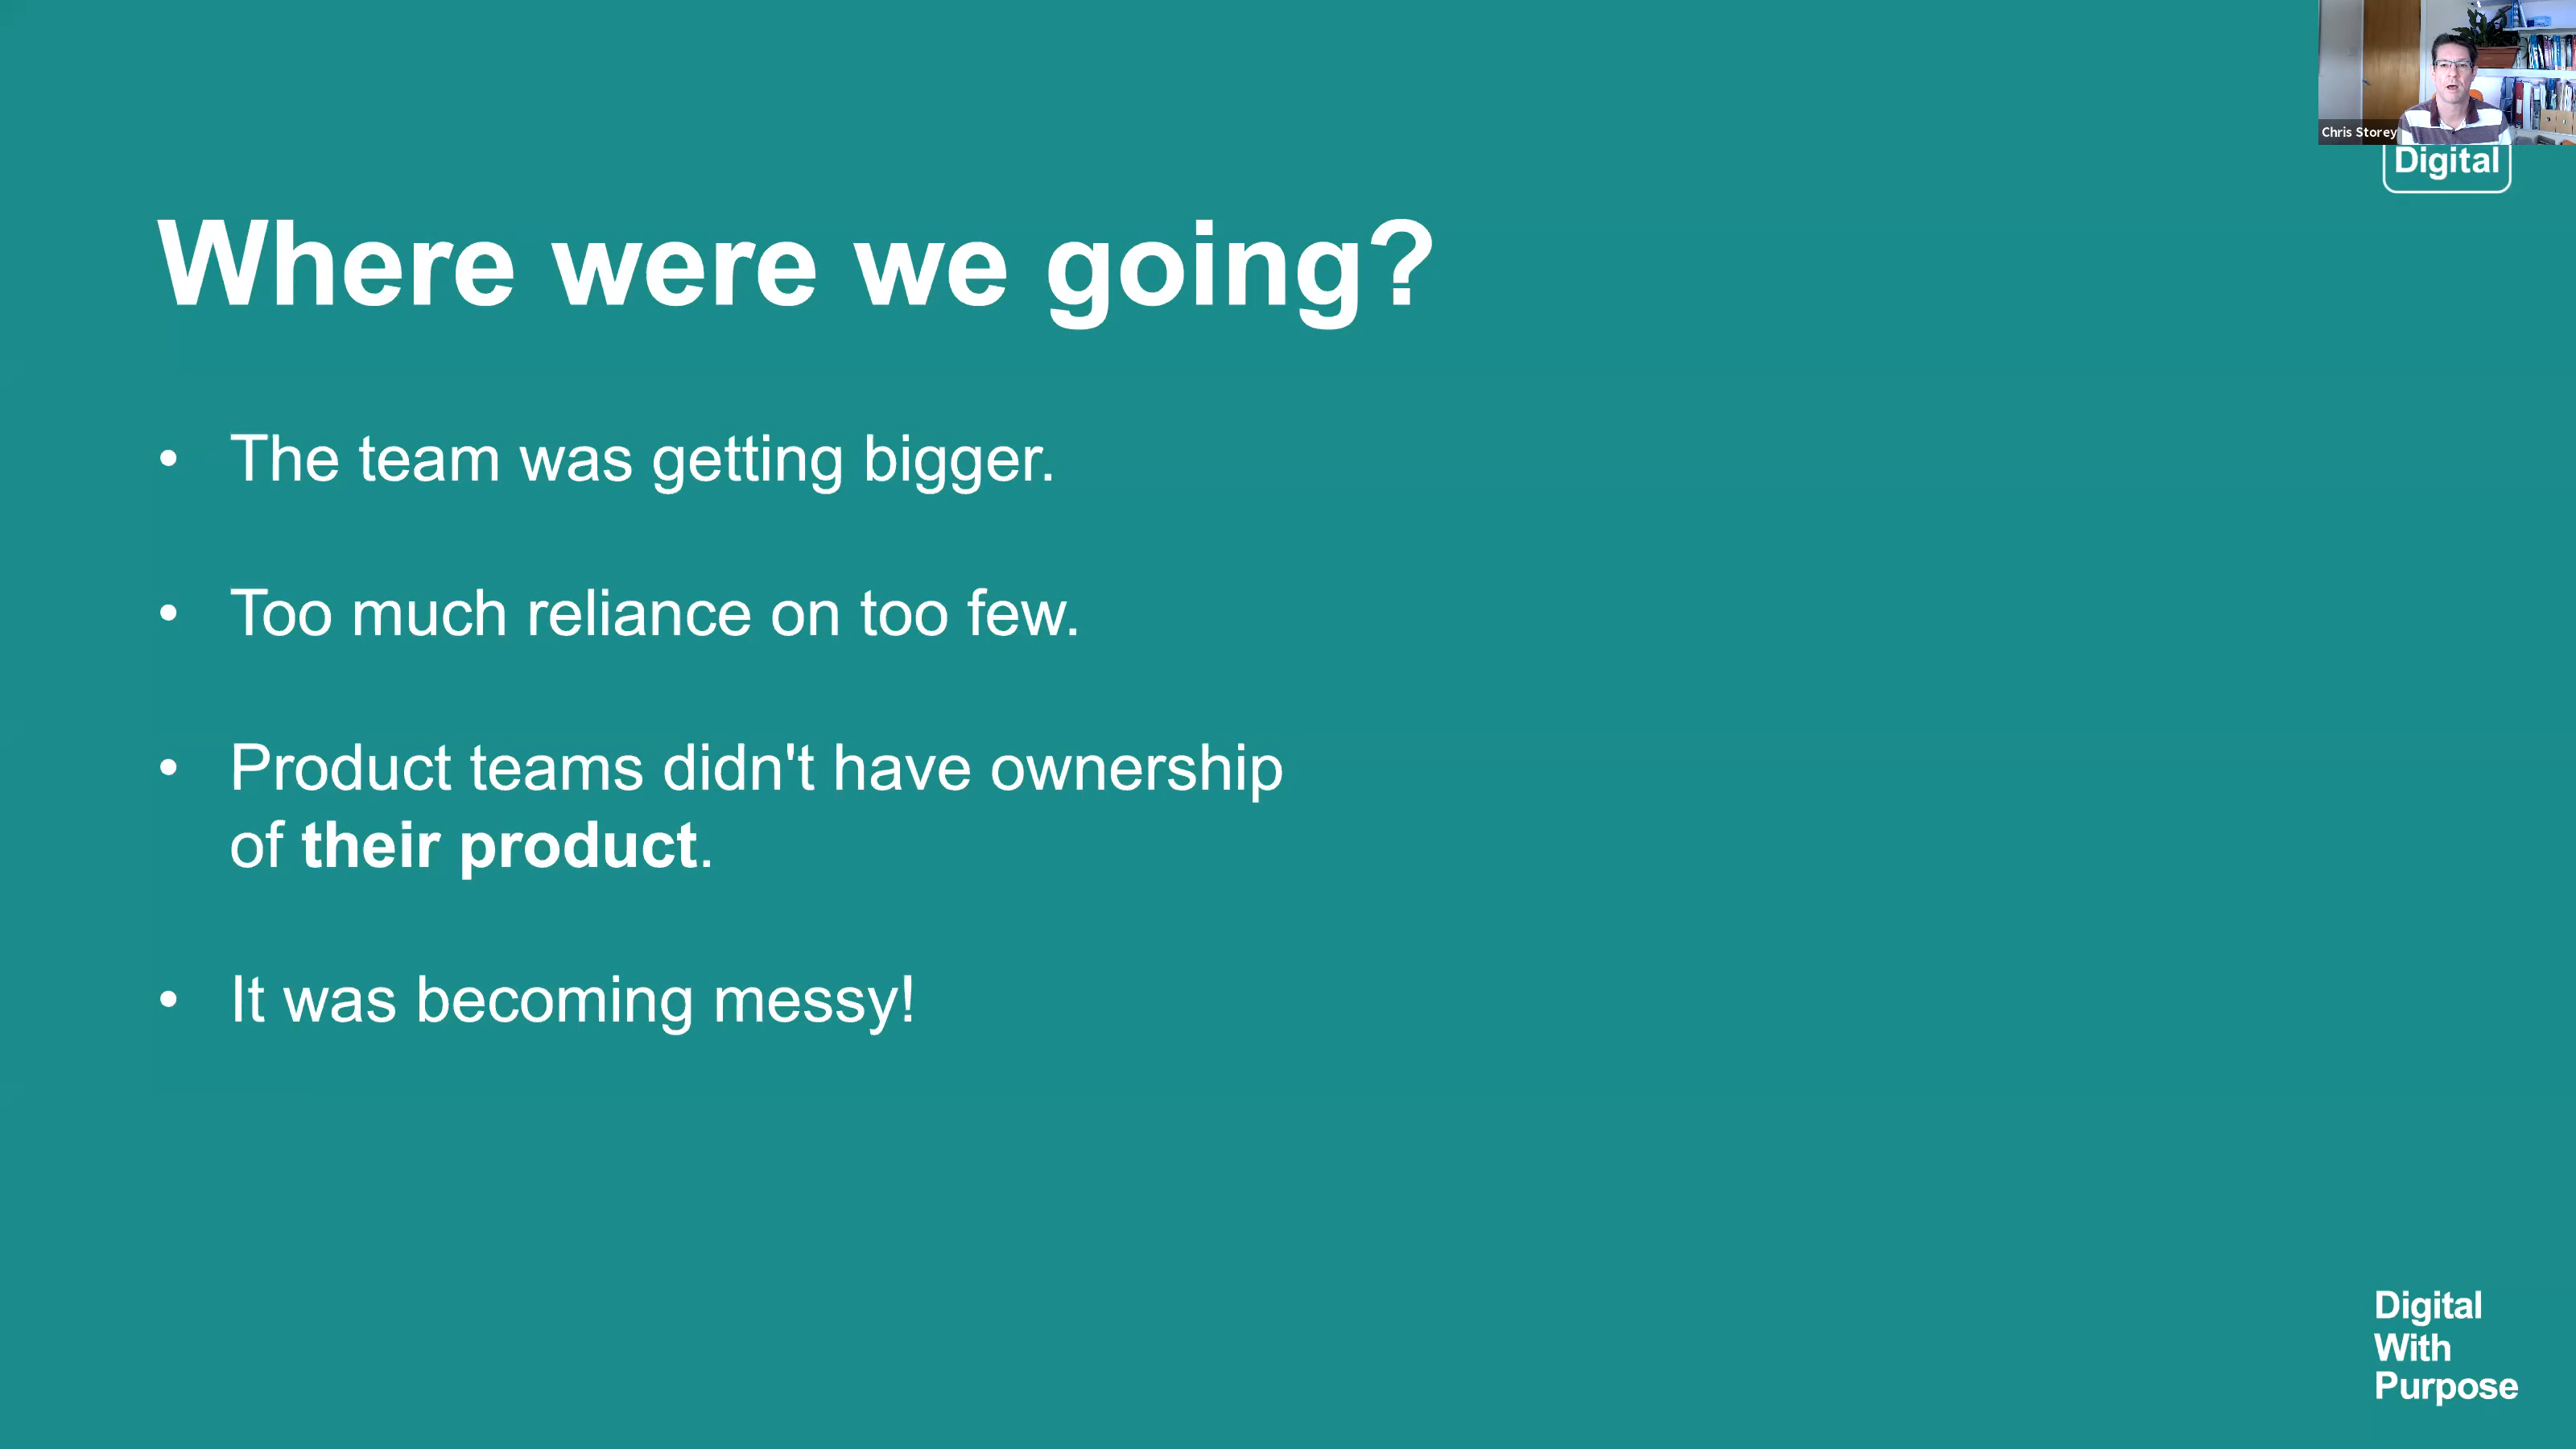 Chris Storey
Digital
Where were we going?
• The team was getting bigger.
• Too much reliance on too few.
• Product teams didn't have ownership
of their product.
• It was becoming messy!
Digital
With
Purpose